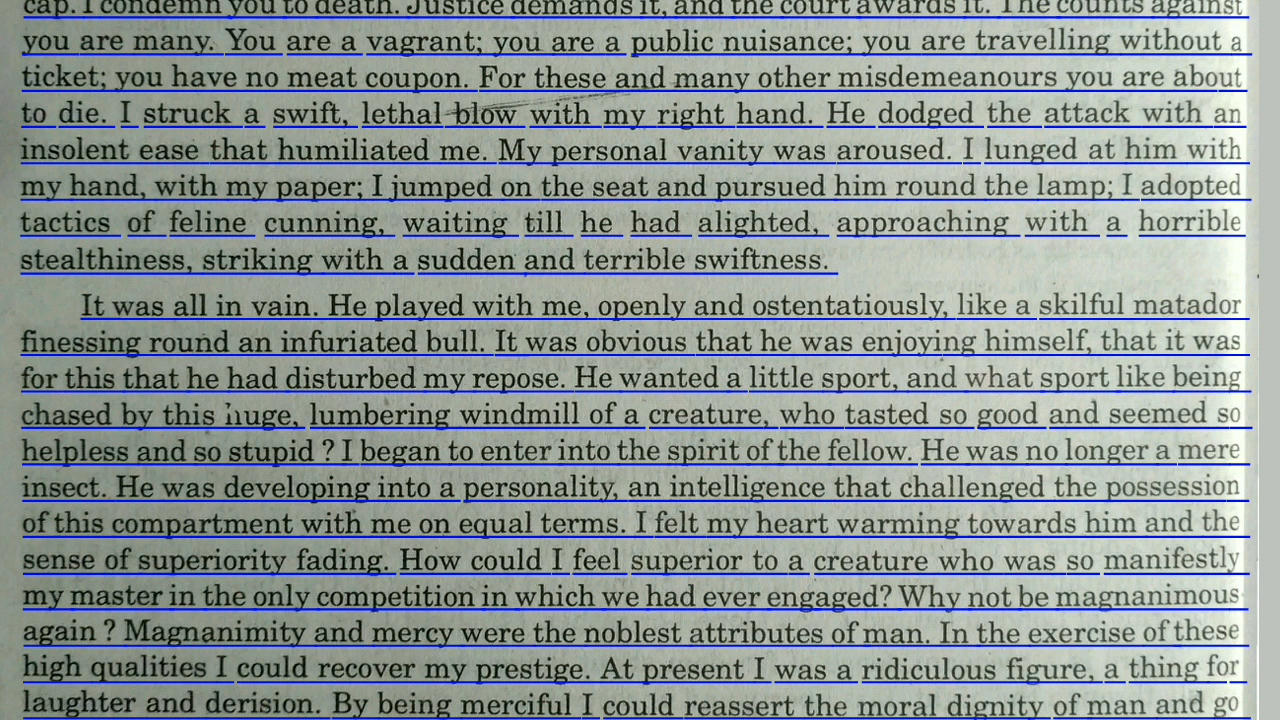 cap. I condemn you to death. Justice demands it, and the court awards it. The counts against
you are many. You are a vagrant; you are a public nuisance; you are travelling without a
ticket; you have no meat coupon. For these and many other misdemeanours you are about
to die. I struck a swift, lethal blow with my right hand. He dodged the attack with an
insolent ease that humiliated me. My personal vanity was aroused. I lunged at him with
my hand, with my paper; I jumped on the seat and pursued him round the lamp; I adopted
tactics of feline cunning, waiting till he had alighted, approaching with a horrible
stealthiness, striking with a sudden and terrible swiftness.
It was all in vain. He played with me, openly and ostentatiously, like a skilful matador
finessing round an infuriated bull. It was obvious that he was enjoying himself, that it was
for this that he had disturbed my repose. He wanted a little sport, and what sport like being
chased by this huge, lumbering windmill of a creature, who tasted so good and seemed so
helpless and so stupid ? I began to enter into the spirit of the fellow. He was no longer a mere
insect. He was developing into a personality, an intelligence that challenged the possession
of this compartment with me on equal terms. I felt my heart warming towards him and the
sense of superiority fading. How could I feel superior to a creature who was so manifestly
my master in the only competition in which we had ever engaged? Why not be magnanimous
again ? Magnanimity and mercy were the noblest attributes of man. In the exercise of these
high qualities I could recover my prestige. At present I was a ridiculous figure, a thing for
laughter and derision. By being merciful I could reassert the moral dignity of man and go